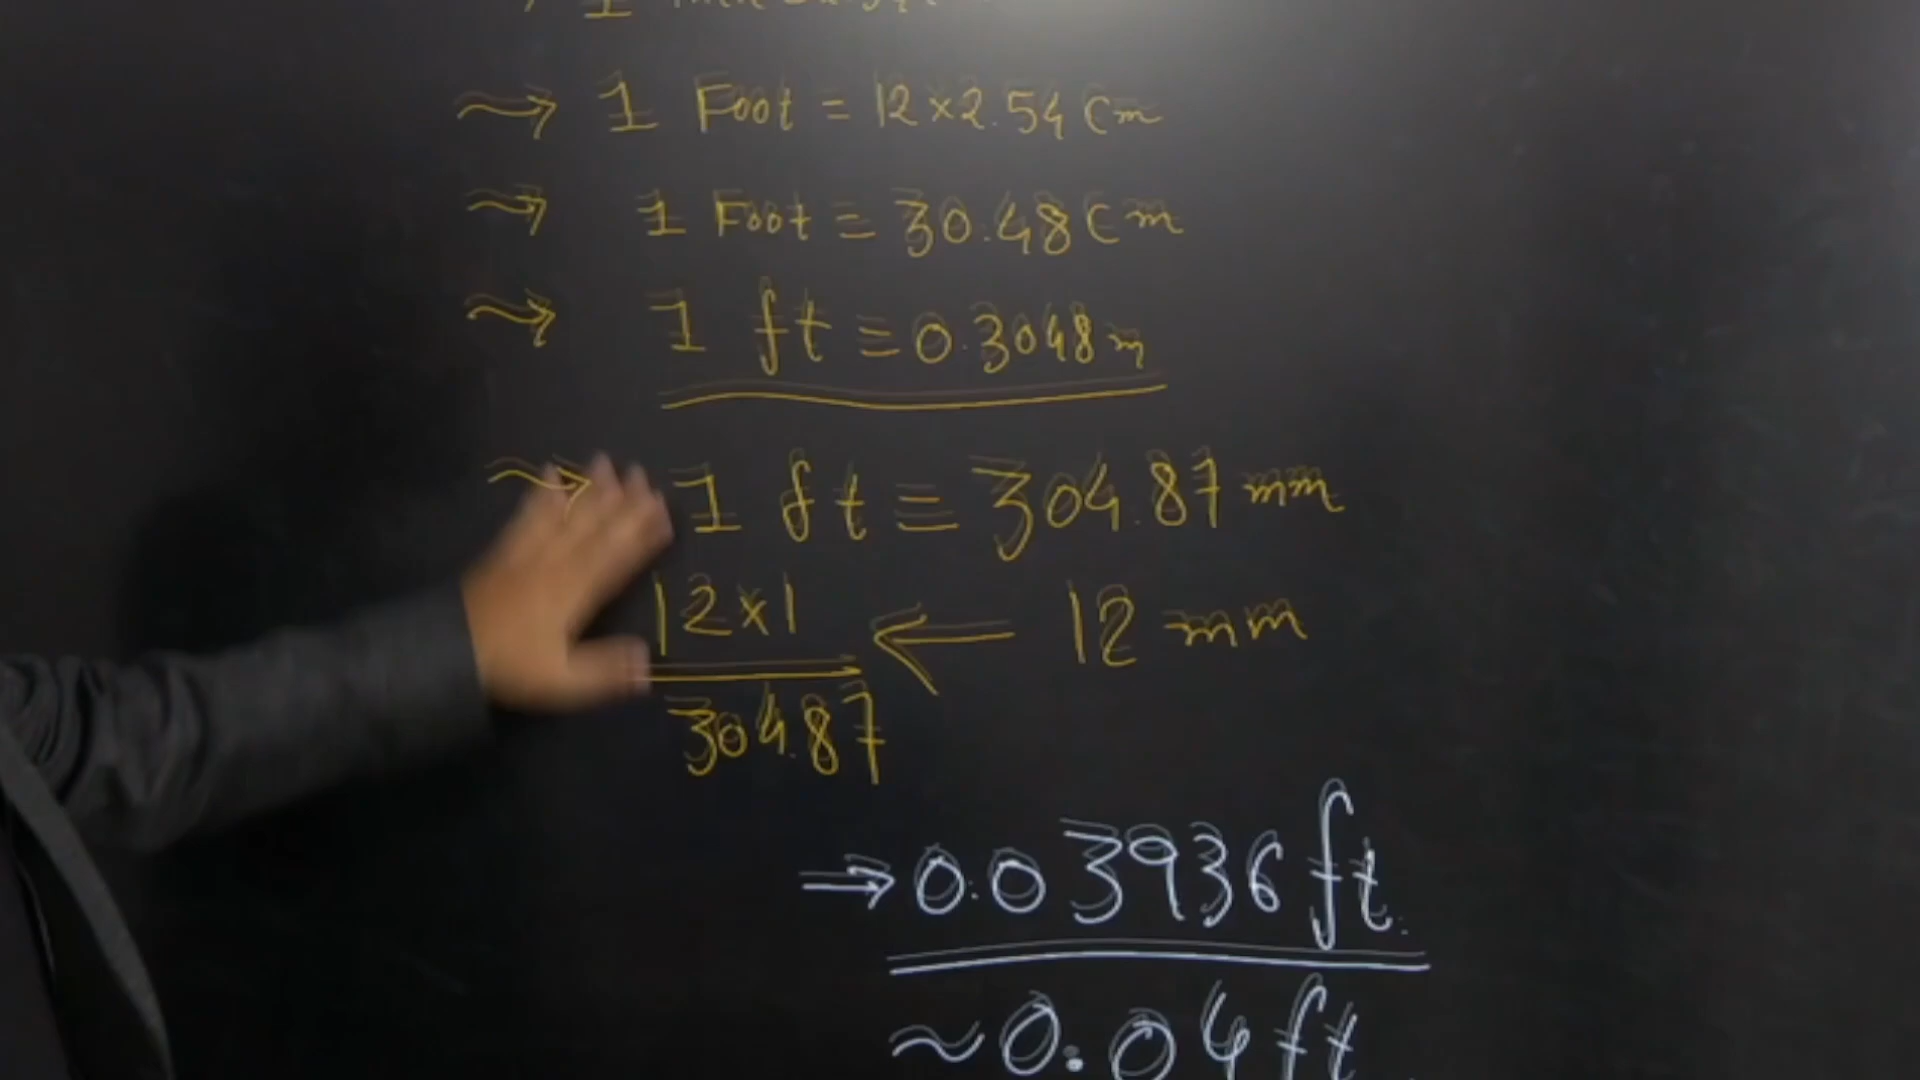 → 1 Foot = 12×2.54 Cm
→ 1 Foot = 30.48 Cm
→ 1 ft = 0.3048 m
→ 1 ft = 304.87 mm
12×1 ← 12 mm
304.87
→ 0.03936 ft.
~ 0.04 ft